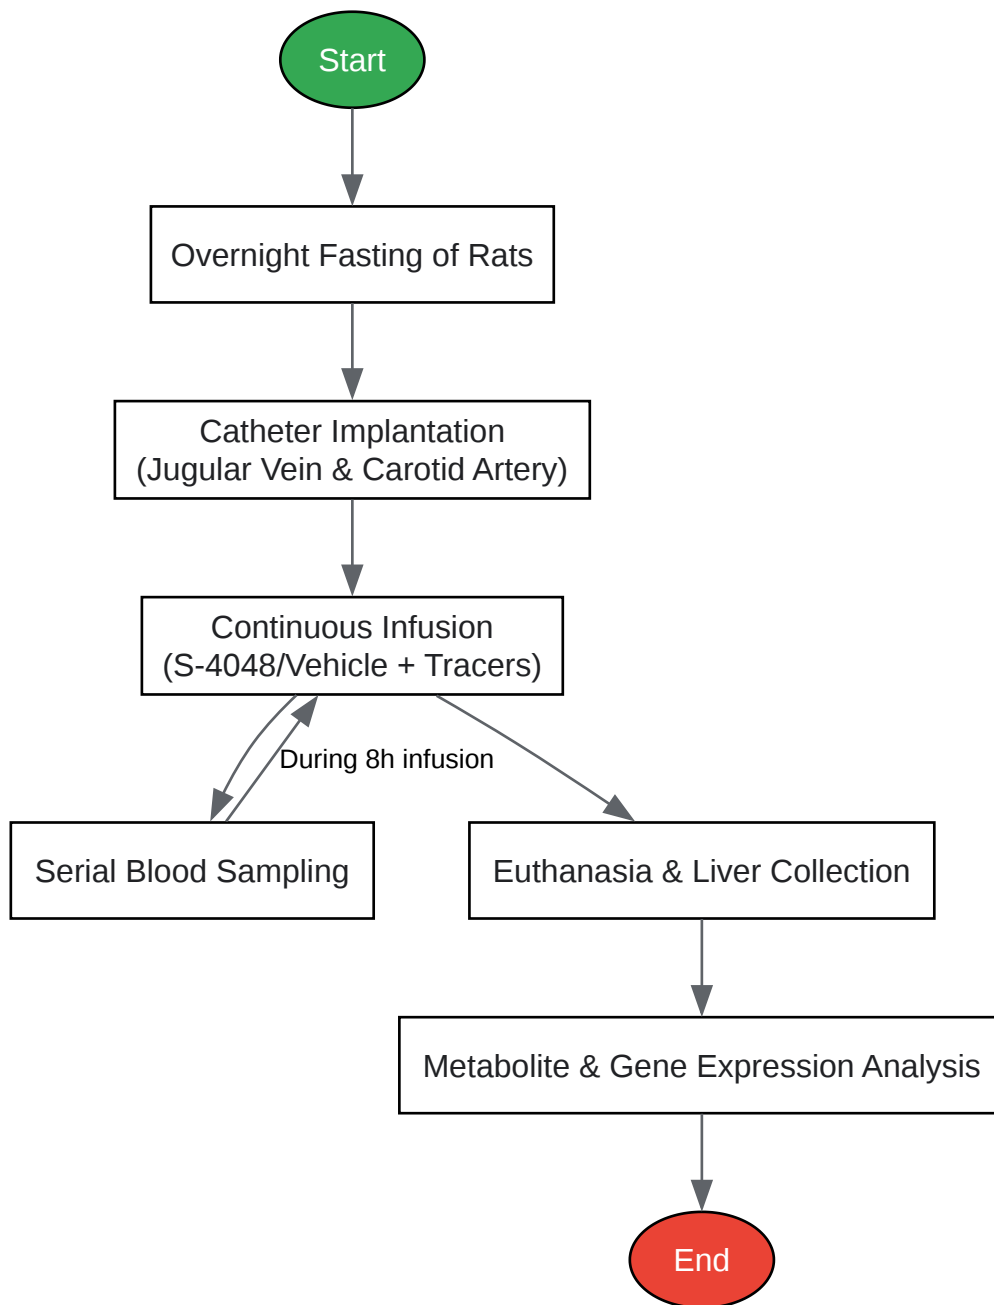 Start
Overnight Fasting of Rats
Catheter Implantation
(Jugular Vein & Carotid Artery)
Continuous Infusion
(S-4048/Vehicle + Tracers)
During 8h infusion
Serial Blood Sampling
Euthanasia & Liver Collection
Metabolite & Gene Expression Analysis
End